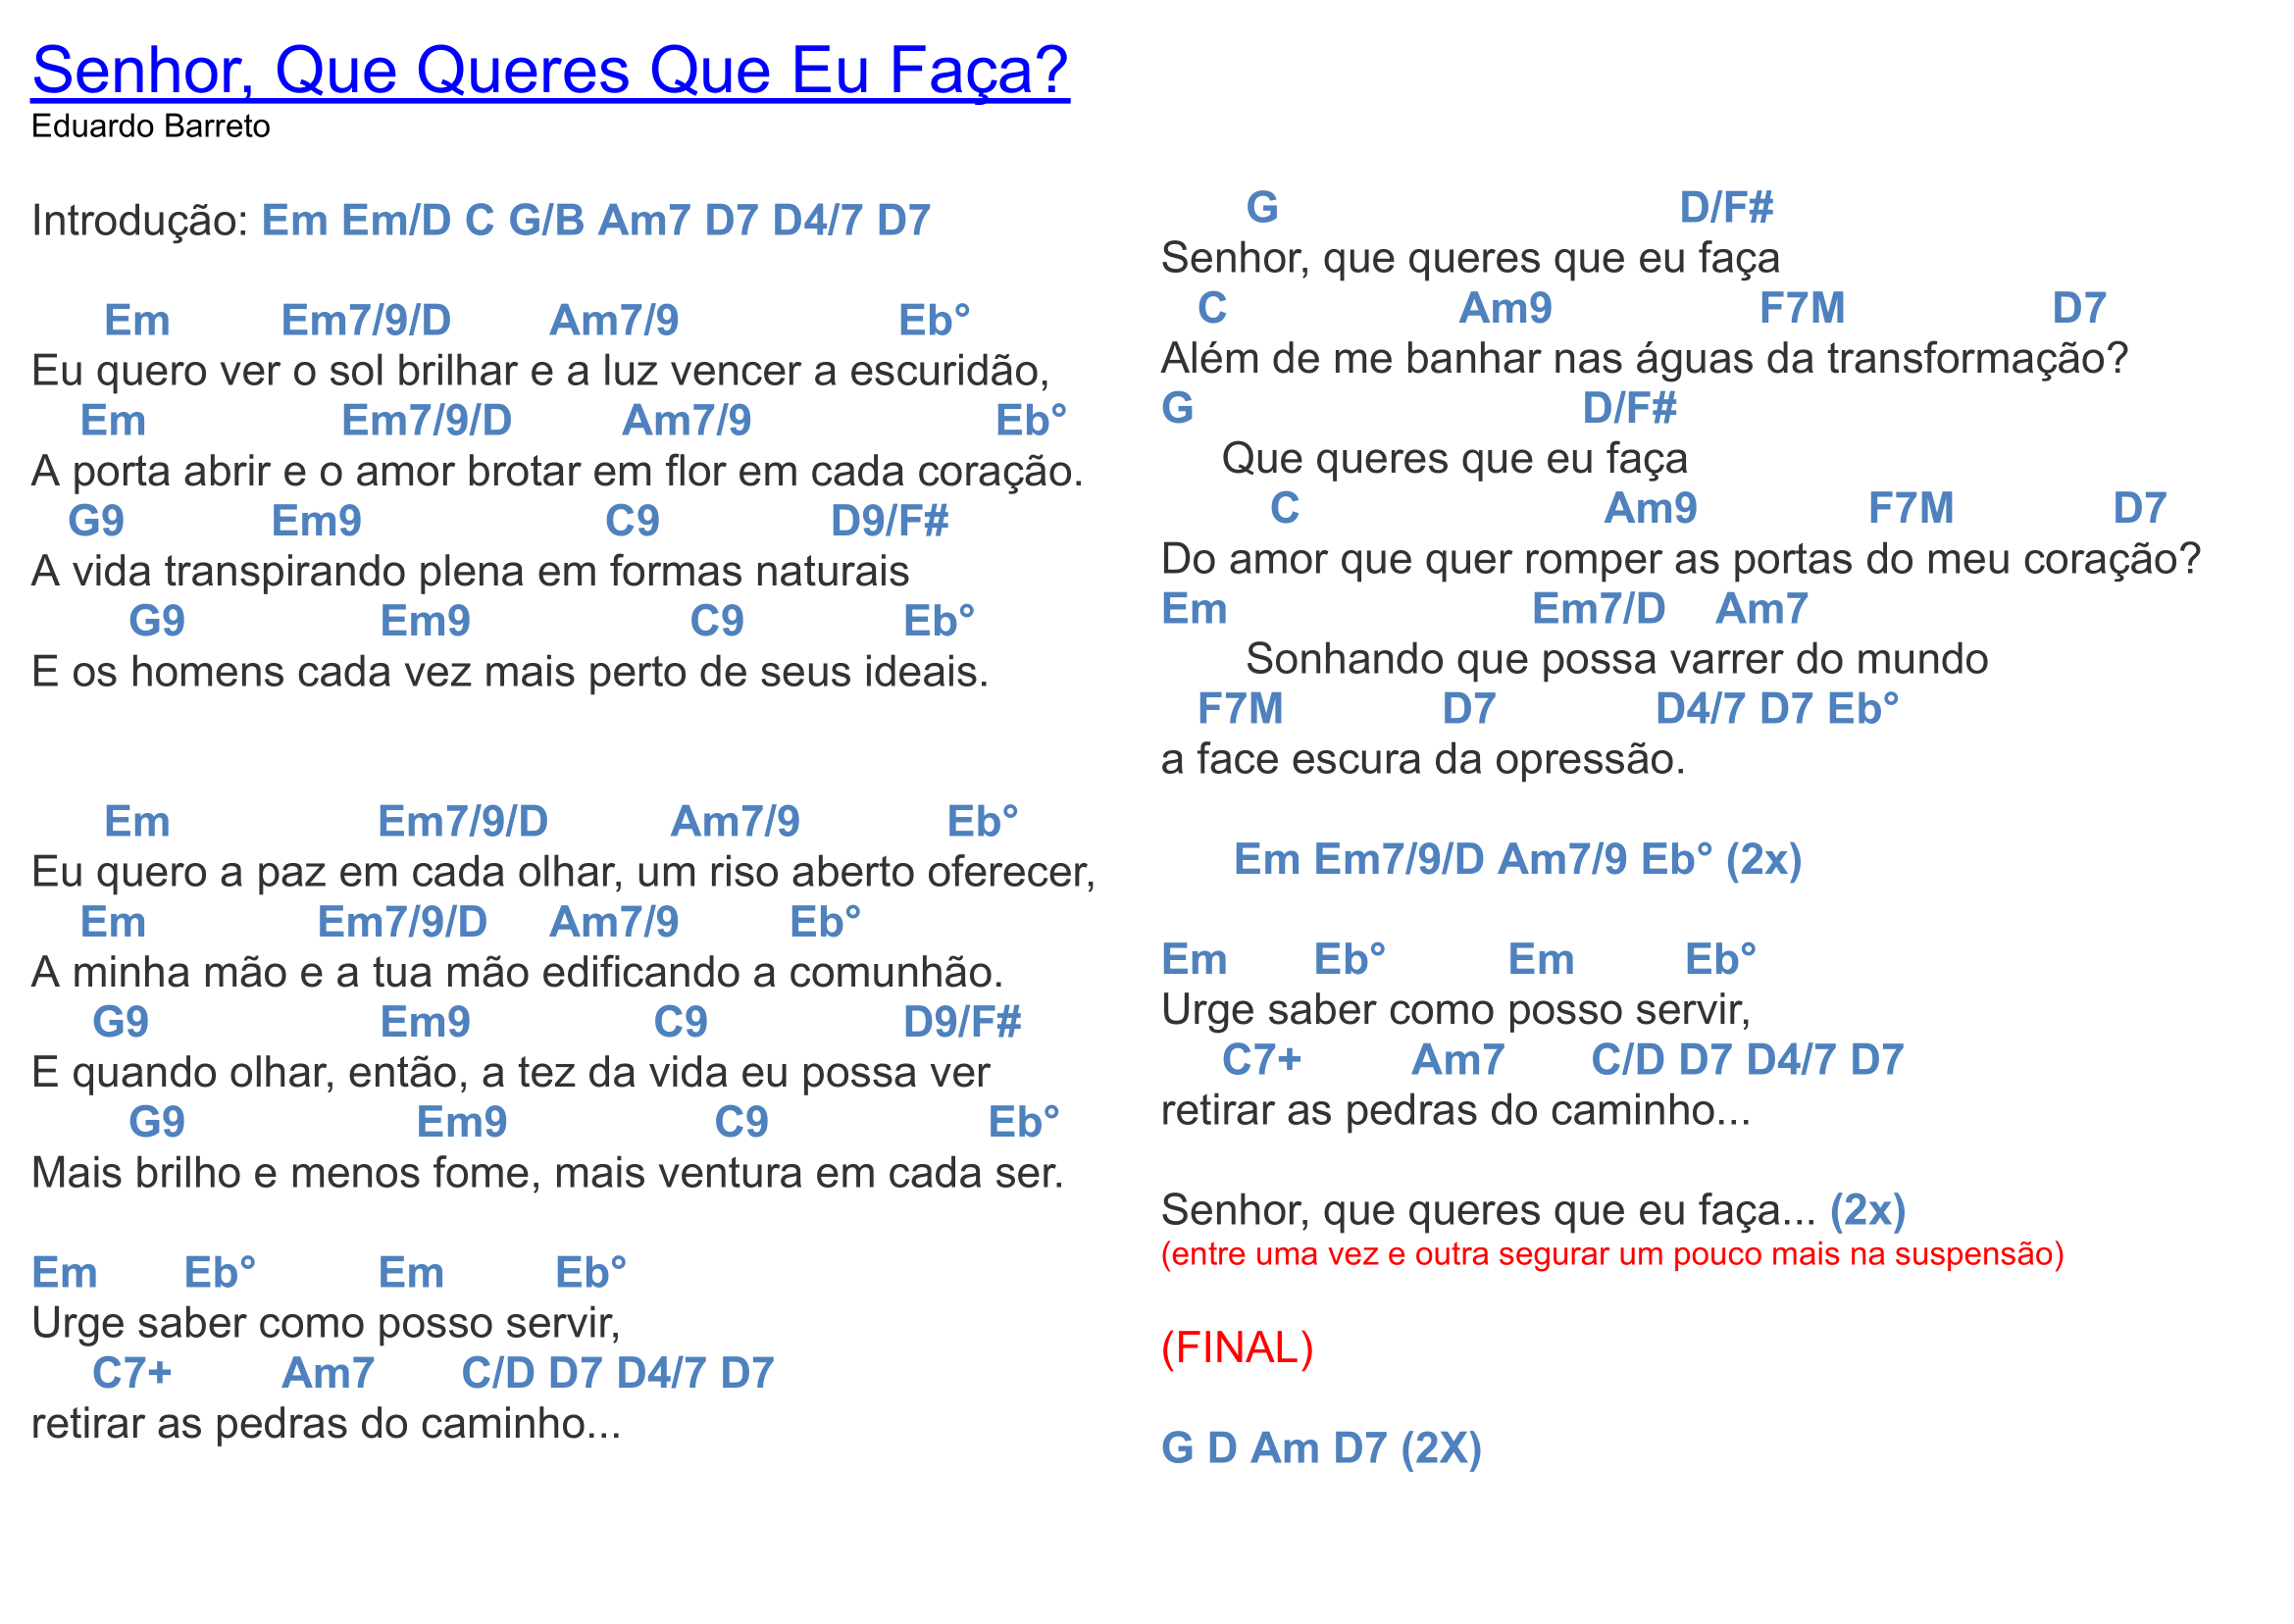 Senhor, Que Queres Que Eu Faça?
Eduardo Barreto
Introdução: Em Em/D C G/B Am7 D7 D4/7 D7
Em Em7/9/D Am7/9 Eb°
Eu quero ver o sol brilhar e a luz vencer a escuridão,
Em Em7/9/D Am7/9 Eb°
A porta abrir e o amor brotar em flor em cada coração.
G9 Em9 C9 D9/F#
A vida transpirando plena em formas naturais
G9 Em9 C9 Eb°
E os homens cada vez mais perto de seus ideais.
Em Em7/9/D Am7/9 Eb°
Eu quero a paz em cada olhar, um riso aberto oferecer,
Em Em7/9/D Am7/9 Eb°
A minha mão e a tua mão edificando a comunhão.
G9 Em9 C9 D9/F#
E quando olhar, então, a tez da vida eu possa ver
G9 Em9 C9 Eb°
Mais brilho e menos fome, mais ventura em cada ser.
Em Eb° Em Eb°
Urge saber como posso servir,
C7+ Am7 C/D D7 D4/7 D7
retirar as pedras do caminho...
G D/F#
Senhor, que queres que eu faça
C Am9 F7M D7
Além de me banhar nas águas da transformação?
G D/F#
Que queres que eu faça
C Am9 F7M D7
Do amor que quer romper as portas do meu coração?
Em Em7/D Am7
Sonhando que possa varrer do mundo
F7M D7 D4/7 D7 Eb°
a face escura da opressão.
Em Em7/9/D Am7/9 Eb° (2x)
Em Eb° Em Eb°
Urge saber como posso servir,
C7+ Am7 C/D D7 D4/7 D7
retirar as pedras do caminho...
Senhor, que queres que eu faça... (2x)
(entre uma vez e outra segurar um pouco mais na suspensão)
(FINAL)
G D Am D7 (2X)